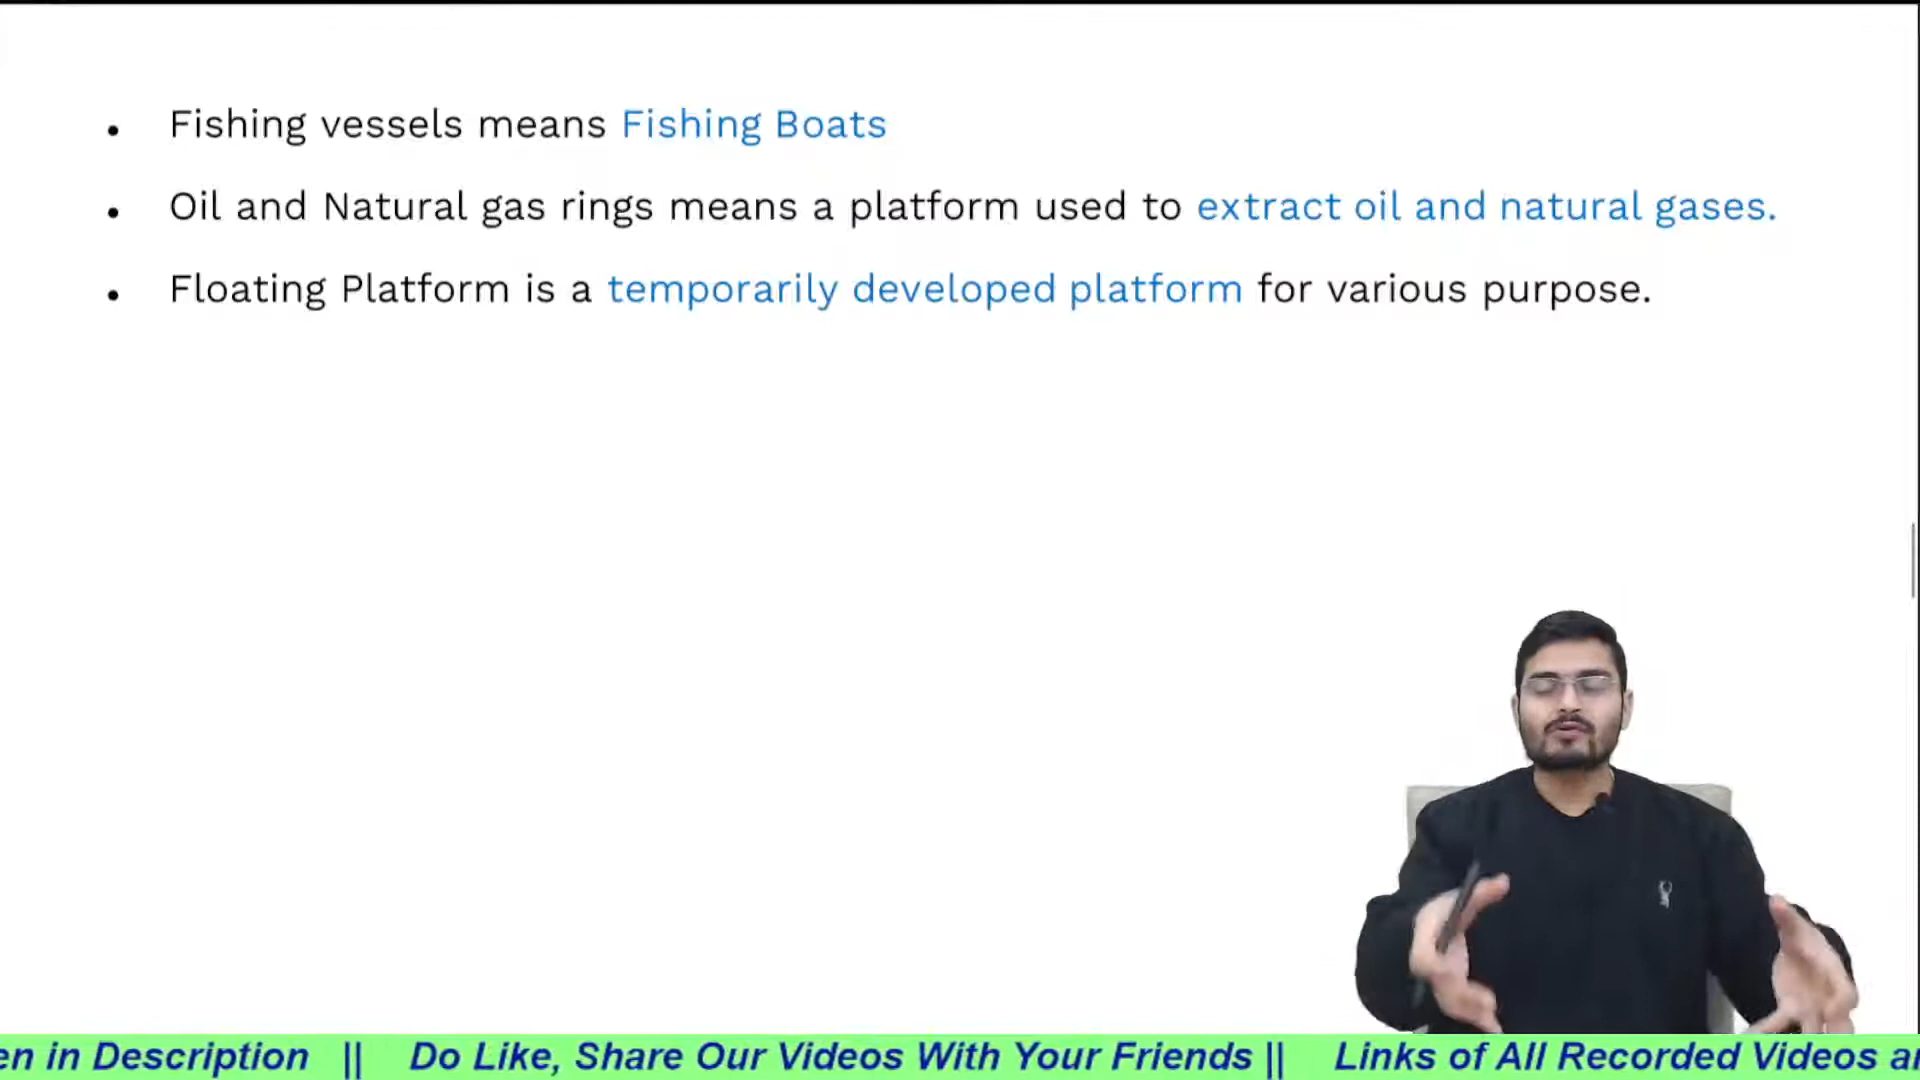 Fishing vessels means Fishing Boats
Oil and Natural gas rings means a platform used to extract oil and natural gases.
Floating Platform is a temporarily developed platform for various purpose.
en in Description || Do Like, Share Our Videos With Your Friends || Links of All Recorded Videos